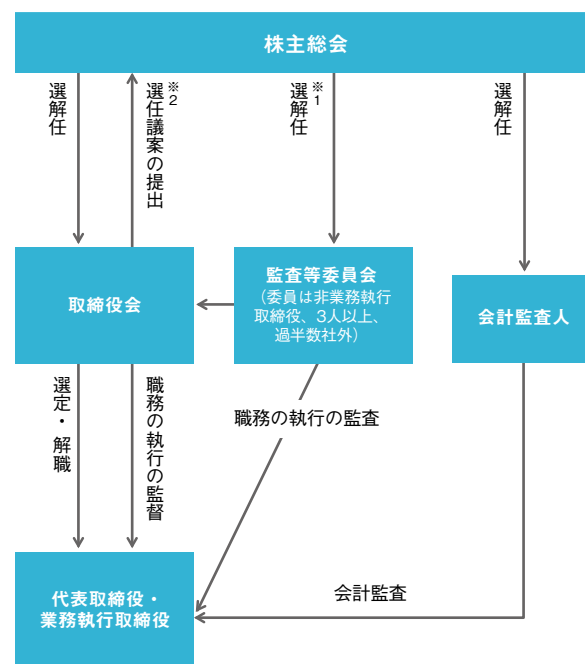 株主総会
選解任
選任議案の提出※2
選解任※1
選解任
取締役会
監査等委員会
（委員は非業務執行
取締役、3人以上、
過半数社外）
会計監査人
選定・解職
職務の執行の監督
職務の執行の監査
代表取締役・
業務執行取締役
会計監査